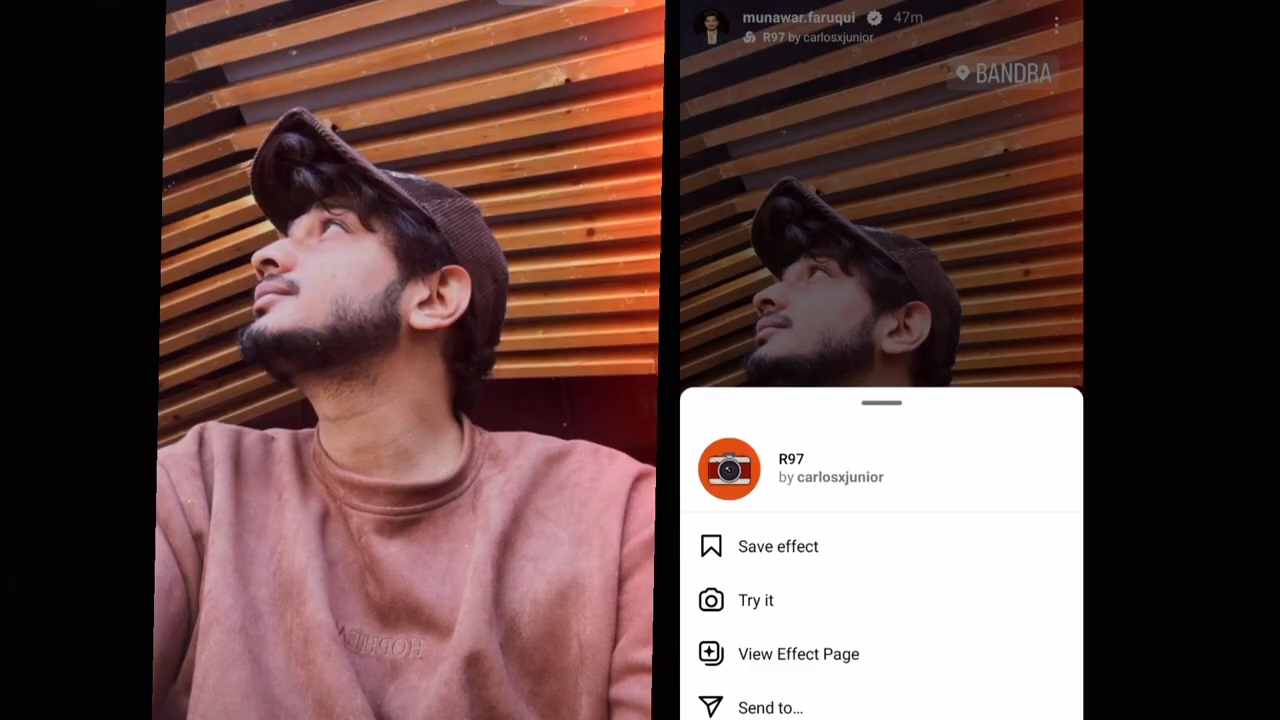 munawar.faruqui 47m
R97 by carlosxjunior
BANDRA
R97
by carlosxjunior
Save effect
Try it
View Effect Page
Send to...